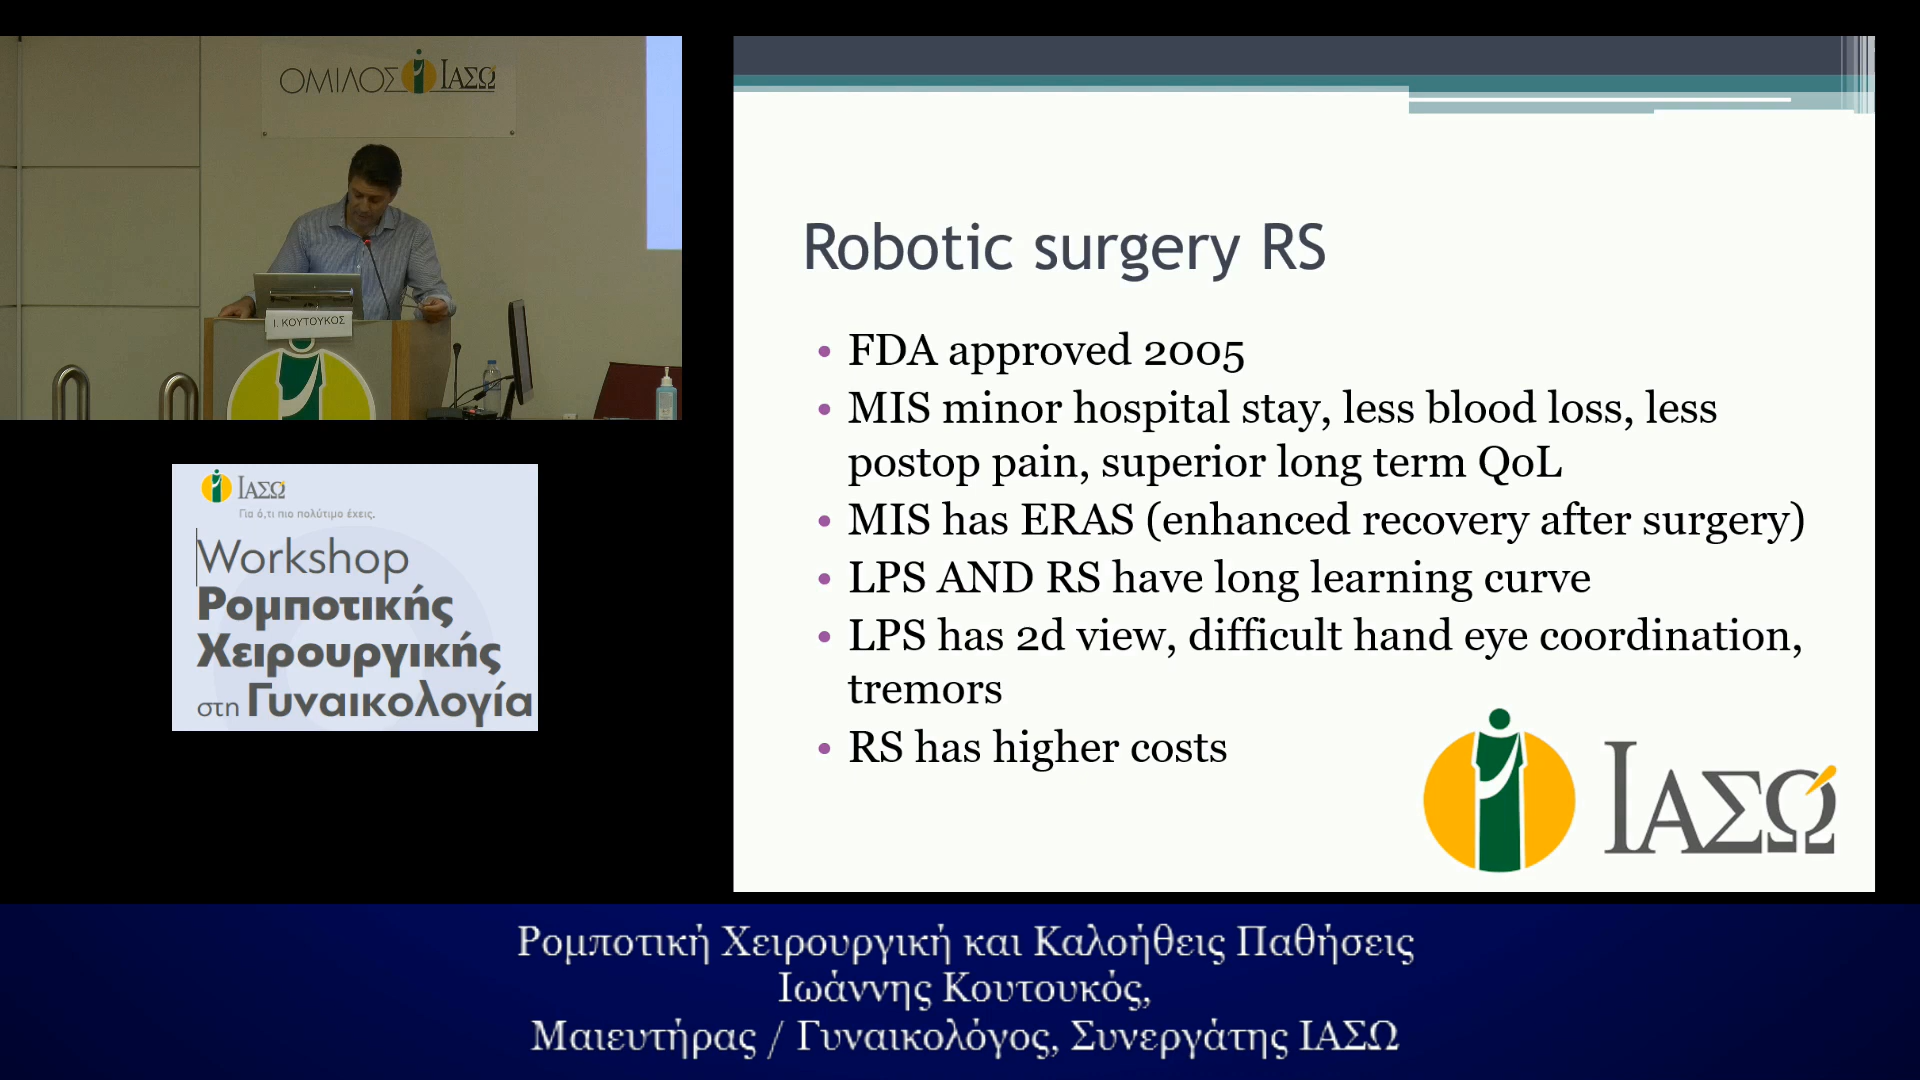 ΟΜΙΛΟΣ ΙΑΣΩ
Ι. ΚΟΥΤΟΥΚΟΣ
ΙΑΣΩ
Για ό,τι πιο πολύτιμο έχεις.
Workshop
Ρομποτικής
Χειρουργικής
στη Γυναικολογία
Robotic surgery RS
• FDA approved 2005
• MIS minor hospital stay, less blood loss, less
postop pain, superior long term QoL
• MIS has ERAS (enhanced recovery after surgery)
• LPS AND RS have long learning curve
• LPS has 2d view, difficult hand eye coordination,
tremors
• RS has higher costs
ΙΑΣΩ
Ρομποτική Χειρουργική και Καλοήθεις Παθήσεις
Ιωάννης Κουτουκός,
Μαιευτήρας / Γυναικολόγος, Συνεργάτης ΙΑΣΩ